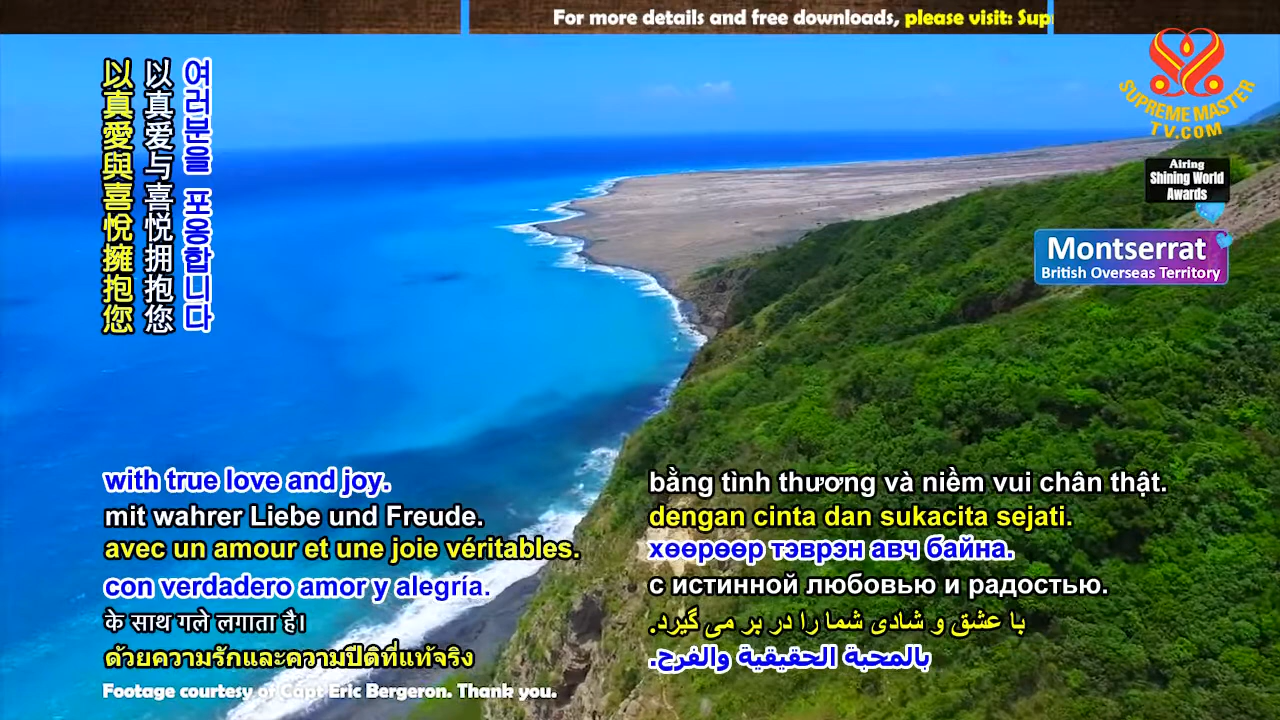 For more details and free downloads, please visit: Sup
SUPREME MASTER
TV.COM
Airing
Shining World
Awards
Montserrat
British Overseas Territory
여러분을 포옹합니다
以真爱与喜悦拥抱您
以真愛與喜悅擁抱您
with true love and joy.
mit wahrer Liebe und Freude.
avec un amour et une joie véritables.
con verdadero amor y alegría.
के साथ गले लगाता है।
ด้วยความรักและความปีติที่แท้จริง
bằng tình thương và niềm vui chân thật.
dengan cinta dan sukacita sejati.
хөөрөөр тэврэн авч байна.
с истинной любовью и радостью.
با عشق و شادی شما را در بر می گیرد.
بالمحبة الحقيقية والفرح.
Footage courtesy of Capt Eric Bergeron. Thank you.